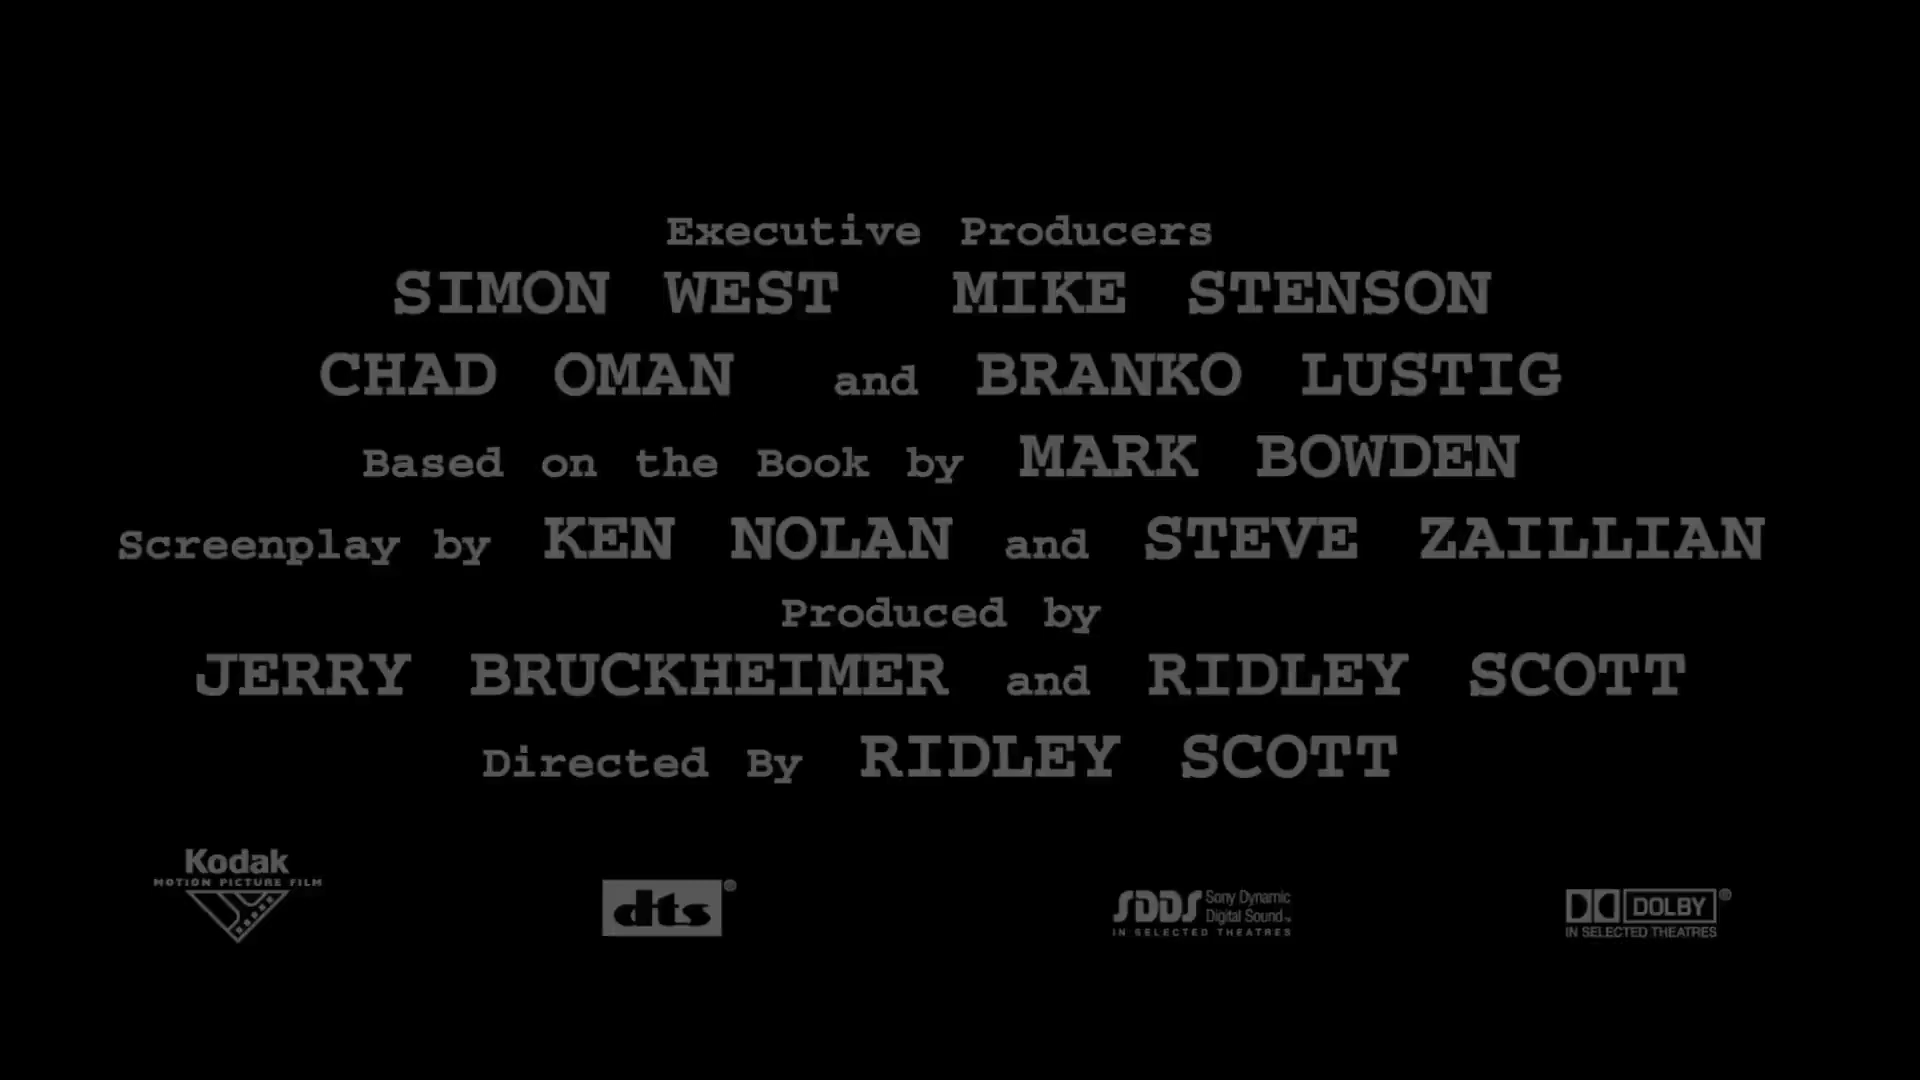 Executive Producers
SIMON WEST MIKE STENSON
CHAD OMAN and BRANKO LUSTIG
Based on the Book by MARK BOWDEN
Screenplay by KEN NOLAN and STEVE ZAILLIAN
Produced by
JERRY BRUCKHEIMER and RIDLEY SCOTT
Directed By RIDLEY SCOTT
Kodak
MOTION PICTURE FILM
dts®
SDDS Sony Dynamic
Digital Sound™
IN SELECTED THEATRES
DOLBY®
IN SELECTED THEATRES